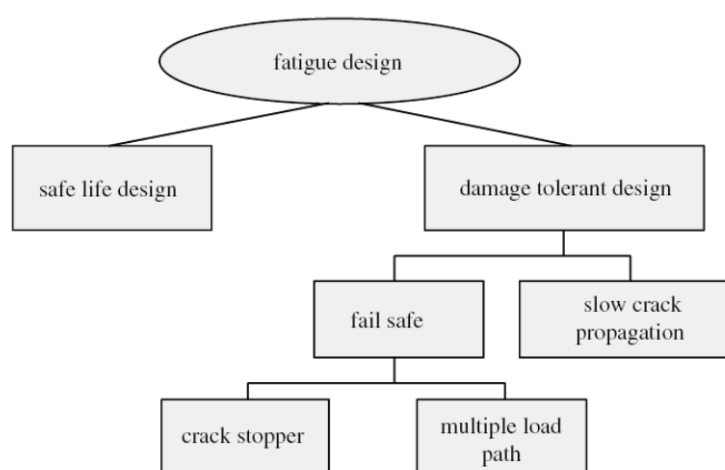 fatigue design
safe life design
damage tolerant design
fail safe
slow crack
propagation
crack stopper
multiple load
path